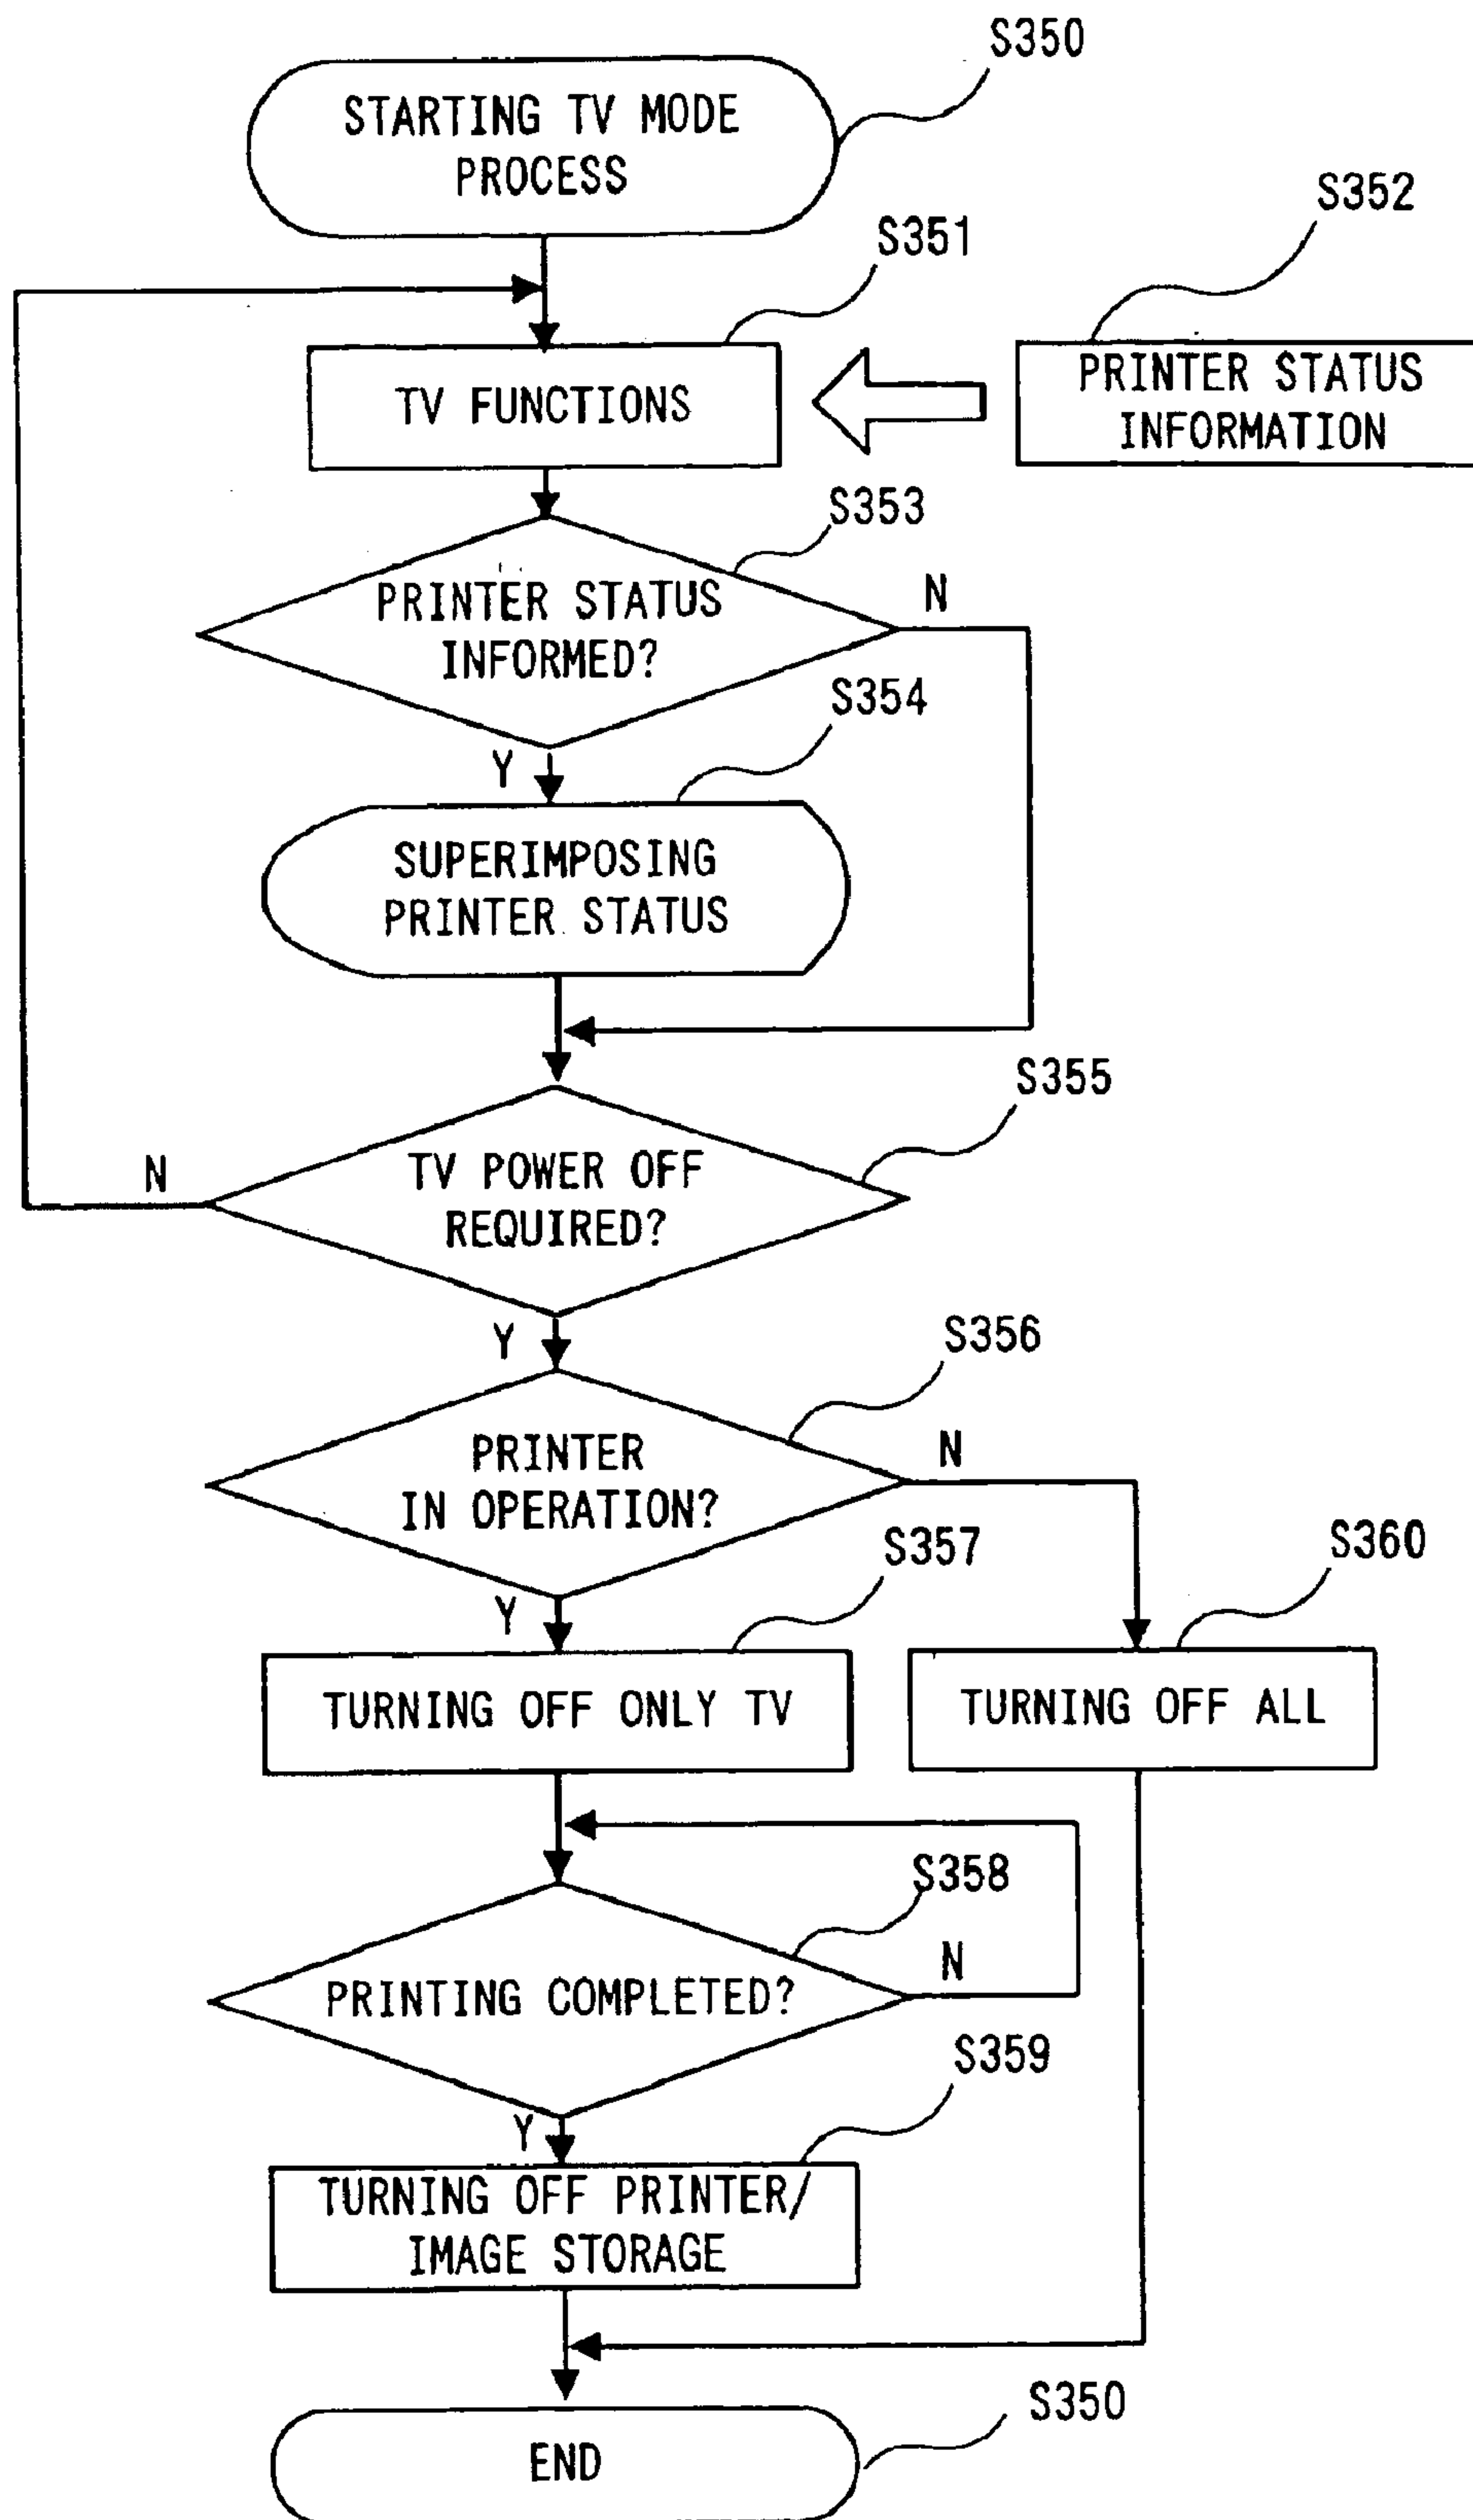 S350
STARTING TV MODE
PROCESS
S352
S351
TV FUNCTIONS
PRINTER STATUS
INFORMATION
S353
PRINTER STATUS
INFORMED?
N
S354
Y
SUPERIMPOSING
PRINTER STATUS
S355
N
TV POWER OFF
REQUIRED?
Y
S356
PRINTER
IN OPERATION?
N
S357
S360
Y
TURNING OFF ONLY TV
TURNING OFF ALL
S358
N
PRINTING COMPLETED?
S359
Y
TURNING OFF PRINTER/
IMAGE STORAGE
S350
END